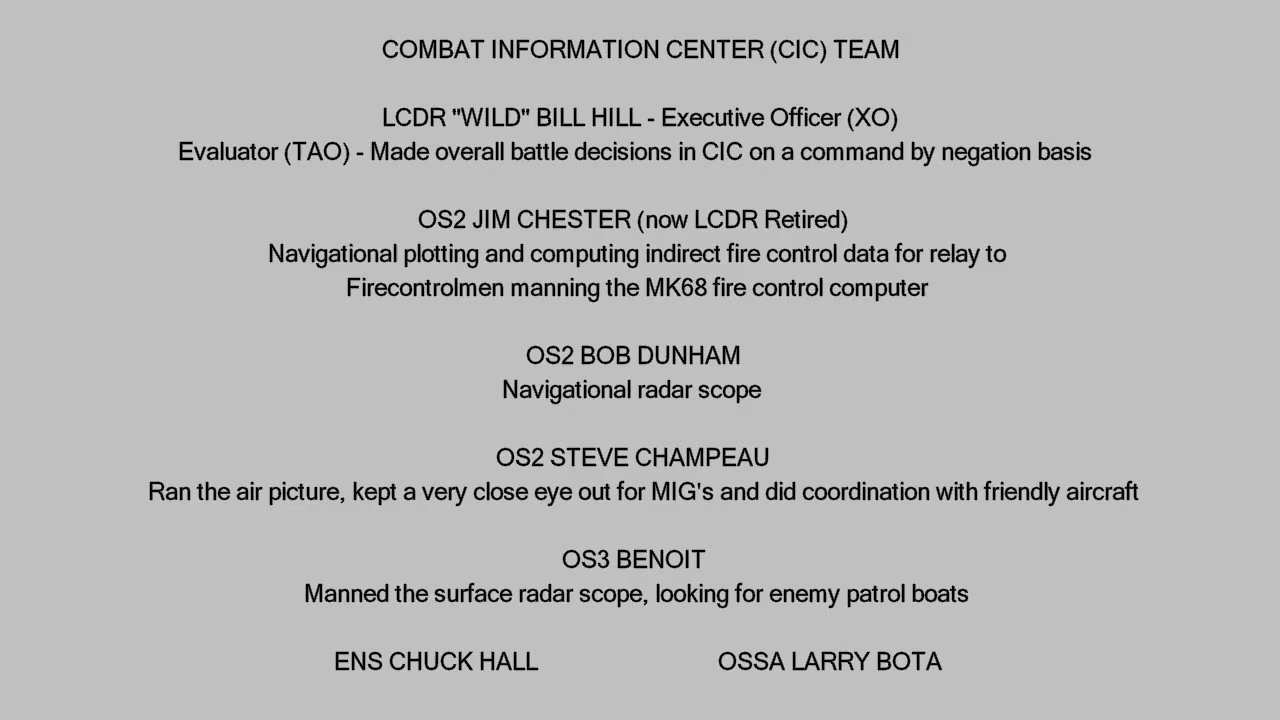 COMBAT INFORMATION CENTER (CIC) TEAM
LCDR "WILD" BILL HILL - Executive Officer (XO)
Evaluator (TAO) - Made overall battle decisions in CIC on a command by negation basis
OS2 JIM CHESTER (now LCDR Retired)
Navigational plotting and computing indirect fire control data for relay to
Firecontrolmen manning the MK68 fire control computer
OS2 BOB DUNHAM
Navigational radar scope
OS2 STEVE CHAMPEAU
Ran the air picture, kept a very close eye out for MIG's and did coordination with friendly aircraft
OS3 BENOIT
Manned the surface radar scope, looking for enemy patrol boats
ENS CHUCK HALL OSSA LARRY BOTA